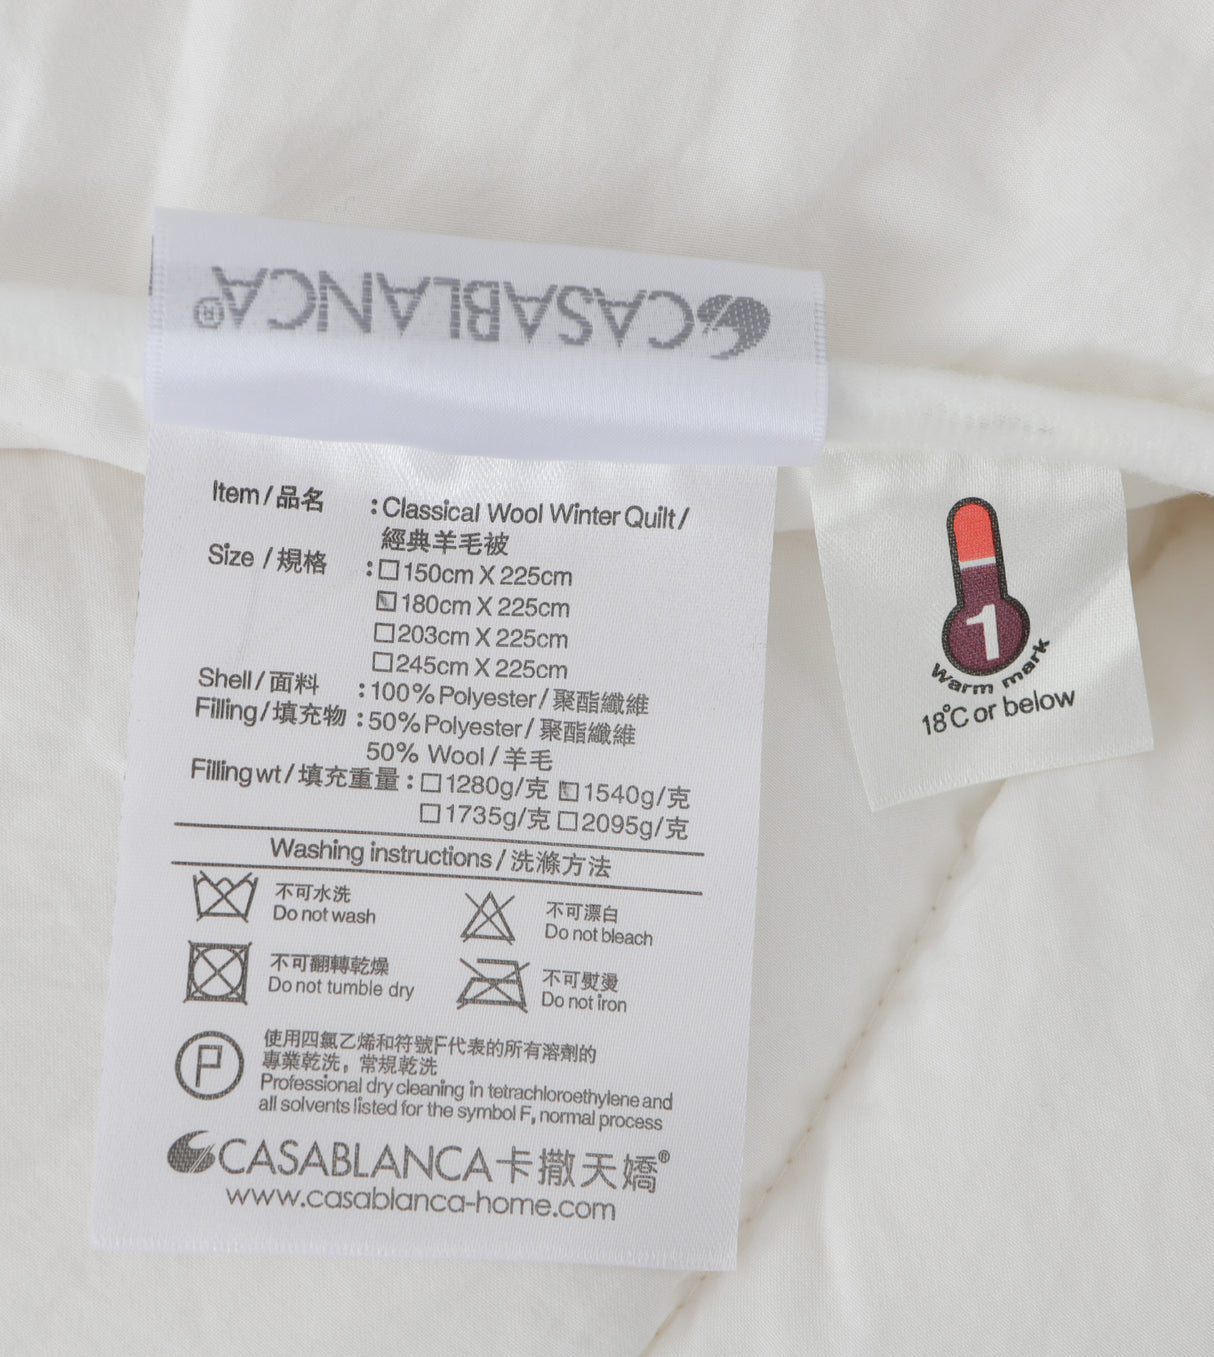 CASABLANCA®
Item/品名 :Classical Wool Winter Quilt/
經典羊毛被
Size /規格 :□150cm X 225cm
☑180cm X 225cm
□203cm X 225cm
□245cm X 225cm
Shell/面料 :100%Polyester/聚酯纖維
Filling/填充物 :50%Polyester/聚酯纖維
50% Wool/羊毛
Filling wt/填充重量:□1280g/克 ☑1540g/克
□1735g/克 □2095g/克
Washing instructions/洗滌方法
不可水洗
Do not wash
不可漂白
Do not bleach
不可翻轉乾燥
Do not tumble dry
不可熨燙
Do not iron
P
使用四氯乙烯和符號F代表的所有溶劑的
專業乾洗，常規乾洗
Professional dry cleaning in tetrachloroethylene and
all solvents listed for the symbol F, normal process
CASABLANCA卡撒天嬌®
www.casablanca-home.com
1
Warm mark
18°C or below